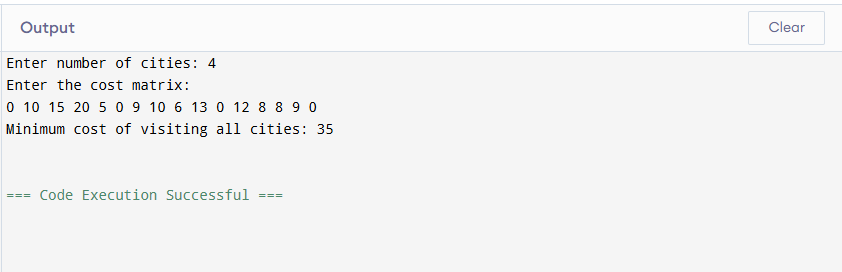 Output
Clear
Enter number of cities: 4
Enter the cost matrix:
0 10 15 20 5 0 9 10 6 13 0 12 8 8 9 0
Minimum cost of visiting all cities: 35
=== Code Execution Successful ===